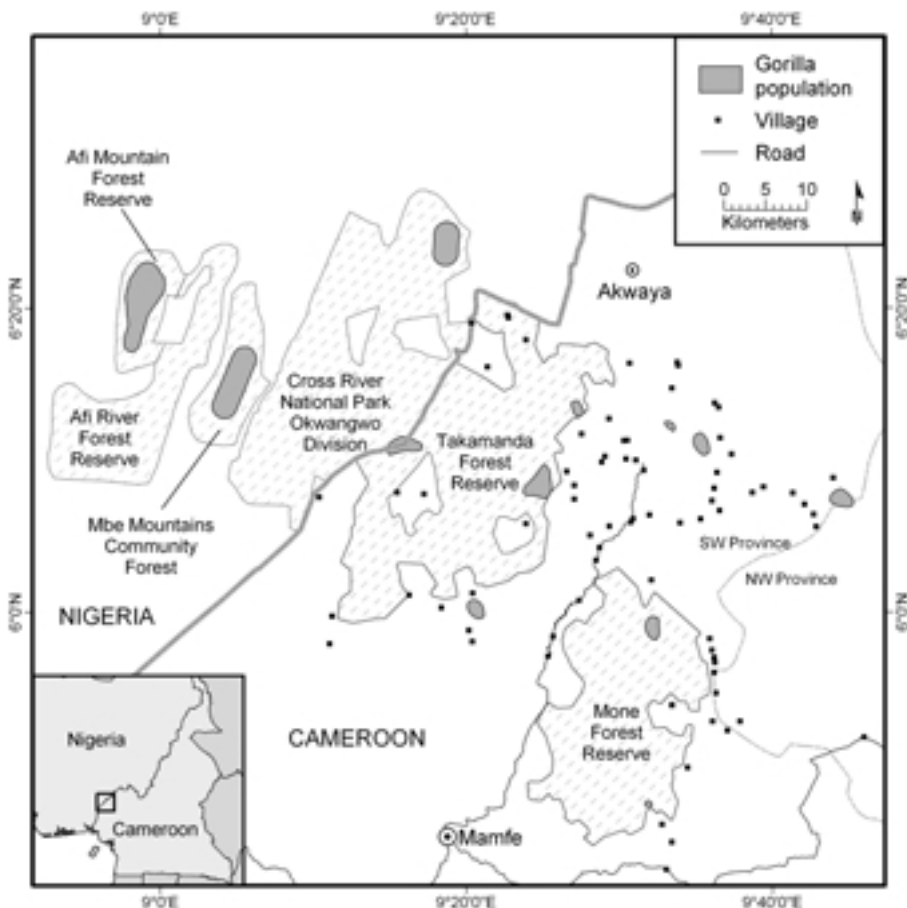 9°0'0"E
9°20'0"E
9°40'0"E
Gorilla
population
Village
Road
0 5 10
Kilometers
N
Afi Mountain
Forest
Reserve
Akwaya
6°20'0"N
6°20'0"N
Cross River
National Park
Okwangwo
Division
Afi River
Forest
Reserve
Takamanda
Forest
Reserve
Mbe Mountains
Community
Forest
SW Province
NW Province
NIGERIA
6°0'N
6°0'N
CAMEROON
Mone
Forest
Reserve
Nigeria
Cameroon
Mamfe
9°0'0"E
9°20'0"E
9°40'0"E